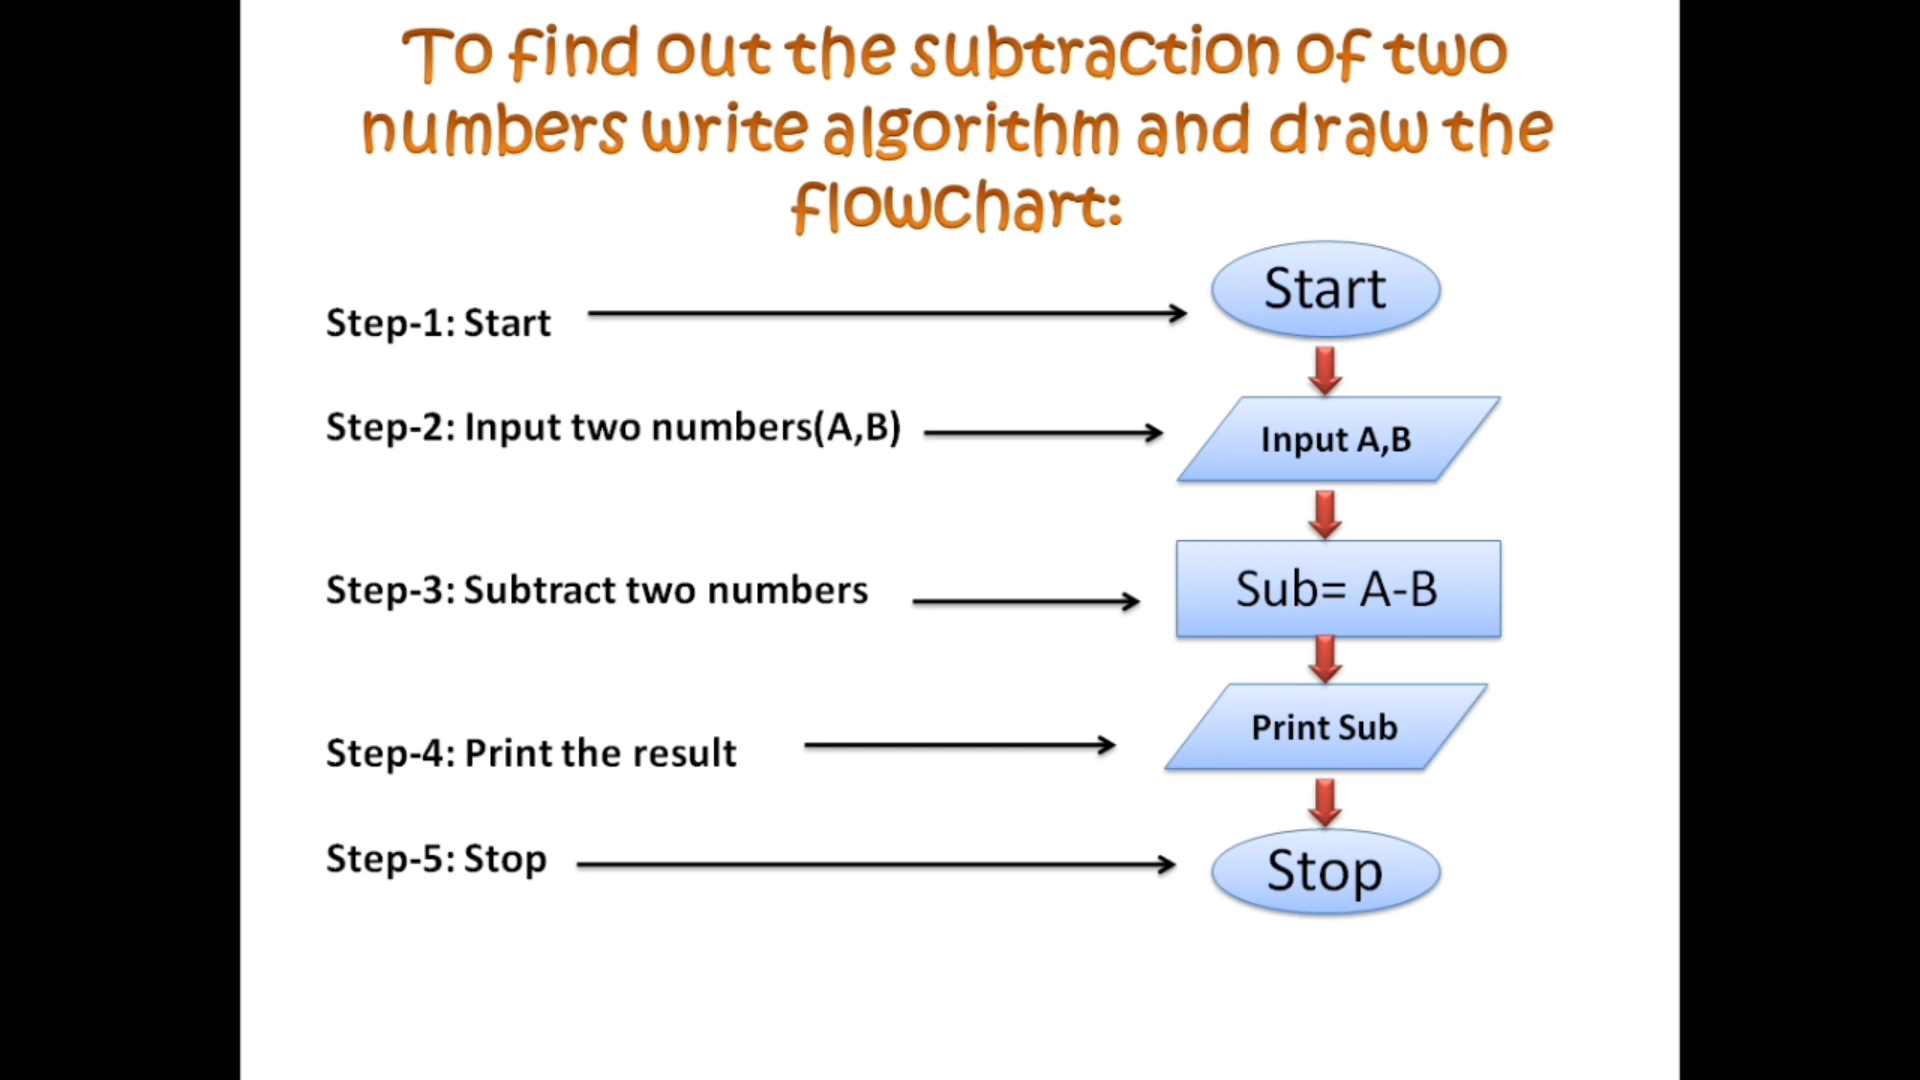 To find out the subtraction of two
numbers write algorithm and draw the
flowchart:
Start
Step-1: Start
Step-2: Input two numbers(A,B)
Input A,B
Step-3: Subtract two numbers
Sub= A-B
Step-4: Print the result
Print Sub
Step-5: Stop
Stop